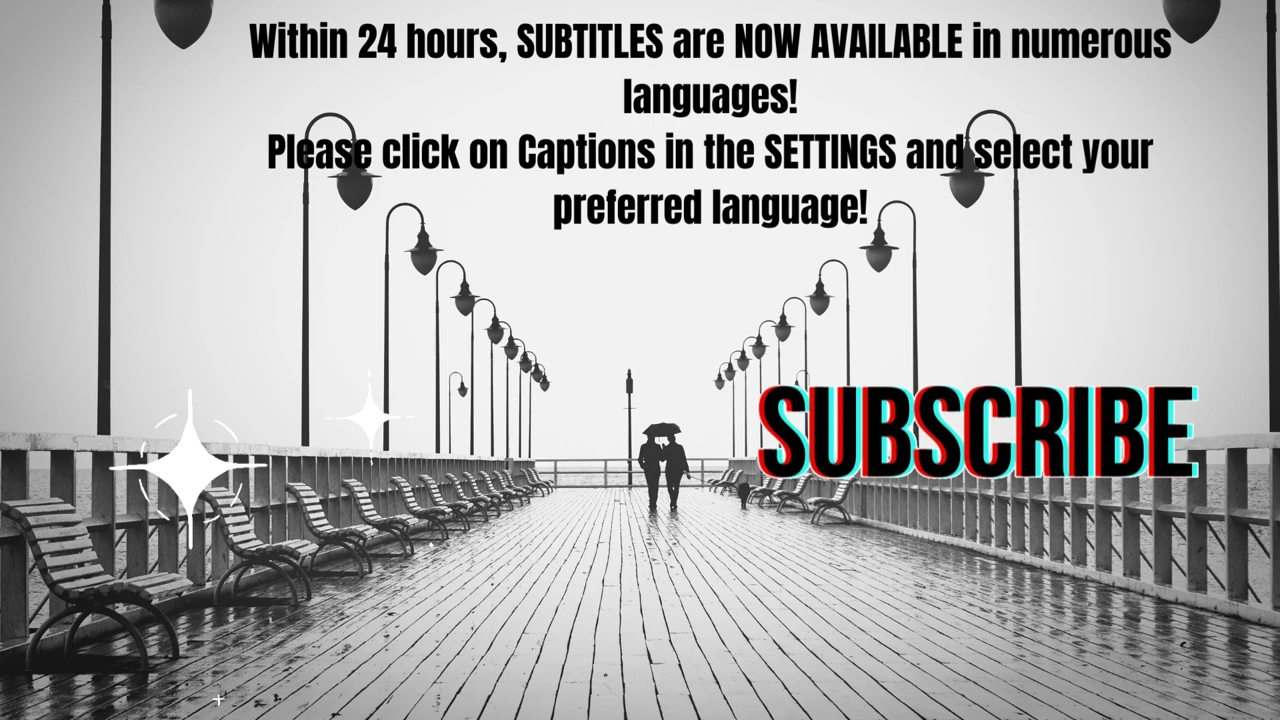 Within 24 hours, SUBTITLES are NOW AVAILABLE in numerous
languages!
Please click on Captions in the SETTINGS and select your
preferred language!
SUBSCRIBE